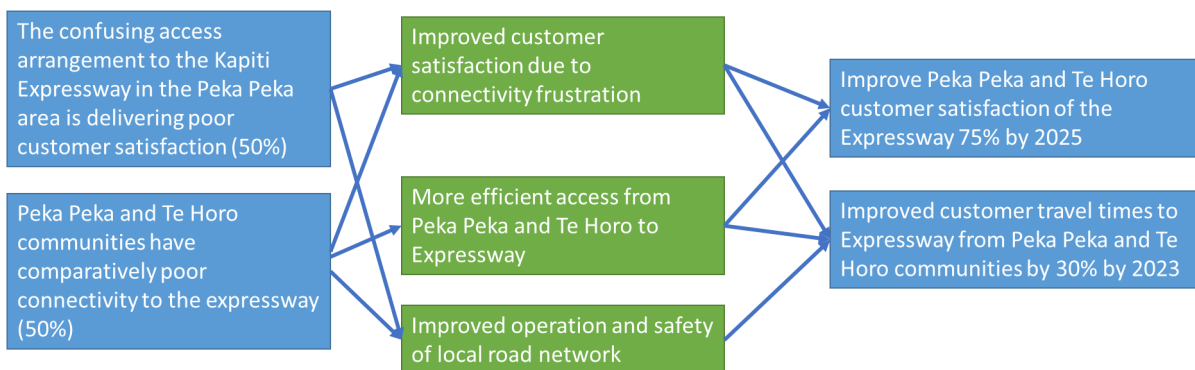 The confusing access
arrangement to the Kapiti
Expressway in the Peka Peka
area is delivering poor
customer satisfaction (50%)
Peka Peka and Te Horo
communities have
comparatively poor
connectivity to the expressway
(50%)
Improved customer
satisfaction due to
connectivity frustration
More efficient access from
Peka Peka and Te Horo to
Expressway
Improved operation and safety
of local road network
Improve Peka Peka and Te Horo
customer satisfaction of the
Expressway 75% by 2025
Improved customer travel times to
Expressway from Peka Peka and Te
Horo communities by 30% by 2023